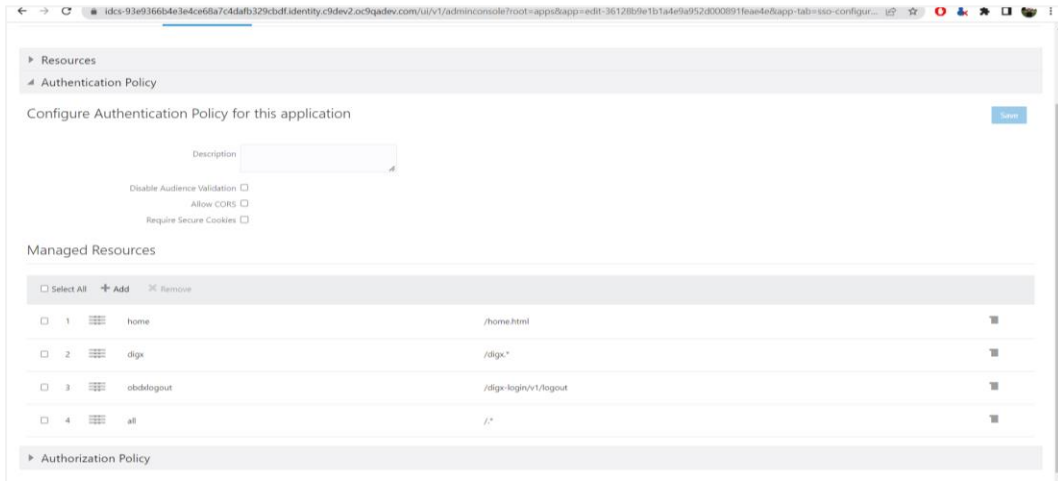 idcs-93e9366b4e3e4ce68a7c4dafb329cbdf.identity.c9dev2.oc9qadev.com/ui/v1/adminconsole?root=apps&app=edit-36128b9e1b1a4e9a952d000891feae4e&app-tab=sso-configur...
Resources
Authentication Policy
Configure Authentication Policy for this application
Save
Description
Disable Audience Validation
Allow CORS
Require Secure Cookies
Managed Resources
Select All + Add × Remove
1 home /home.html
2 digx /digx.*
3 obdxlogout /digx-login/v1/logout
4 all /.*
Authorization Policy